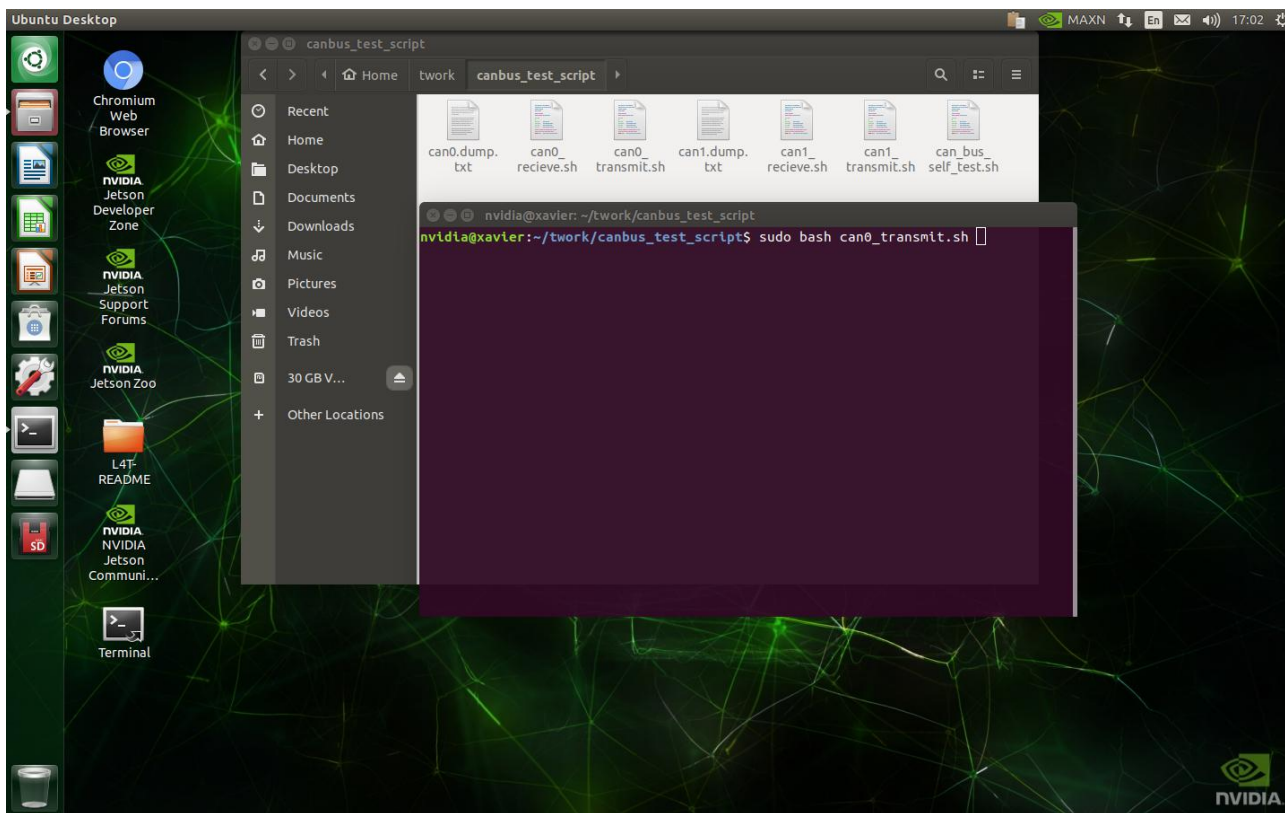 Ubuntu Desktop
MAXN
En
17:02
Chromium
Web
Browser
NVIDIA
Jetson
Developer
Zone
NVIDIA
Jetson
Support
Forums
NVIDIA
Jetson Zoo
L4T-
README
NVIDIA
NVIDIA
Jetson
Communi...
Terminal
SD
canbus_test_script
Home
twork
canbus_test_script
Recent
Home
Desktop
Documents
Downloads
Music
Pictures
Videos
Trash
30 GB V...
Other Locations
can0.dump.
txt
can0_
recieve.sh
can0_
transmit.sh
can1.dump.
txt
can1_
recieve.sh
can1_
transmit.sh
can_bus_
self_test.sh
nvidia@xavier: ~/twork/canbus_test_script
nvidia@xavier:~/twork/canbus_test_script$ sudo bash can0_transmit.sh
NVIDIA.